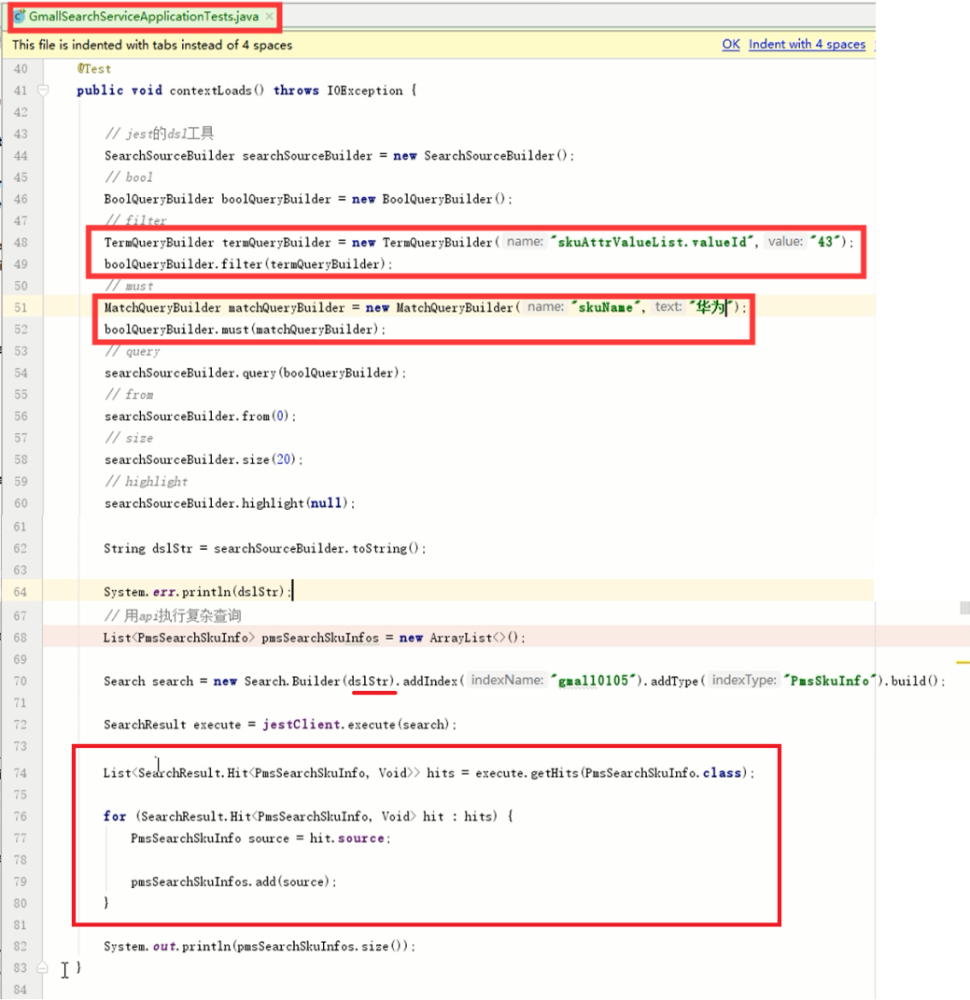 GmallSearchServiceApplicationTests.java ×
This file is indented with tabs instead of 4 spaces OK Indent with 4 spaces
40 @Test
41 public void contextLoads() throws IOException {
42
43 // jest的dsl工具
44 SearchSourceBuilder searchSourceBuilder = new SearchSourceBuilder();
45 // bool
46 BoolQueryBuilder boolQueryBuilder = new BoolQueryBuilder();
47 // filter
48 TermQueryBuilder termQueryBuilder = new TermQueryBuilder( name: "skuAttrValueList.valueId", value: "43");
49 boolQueryBuilder.filter(termQueryBuilder);
50 // must
51 MatchQueryBuilder matchQueryBuilder = new MatchQueryBuilder( name: "skuName", text: "华为");
52 boolQueryBuilder.must(matchQueryBuilder);
53 // query
54 searchSourceBuilder.query(boolQueryBuilder);
55 // from
56 searchSourceBuilder.from(0);
57 // size
58 searchSourceBuilder.size(20);
59 // highlight
60 searchSourceBuilder.highlight(null);
61
62 String dslStr = searchSourceBuilder.toString();
63
64 System.err.println(dslStr);
67 // 用api执行复杂查询
68 List<PmsSearchSkuInfo> pmsSearchSkuInfos = new ArrayList<>();
69
70 Search search = new Search.Builder(dslStr).addIndex( indexName: "gmall0105").addType( indexType: "PmsSkuInfo").build();
71
72 SearchResult execute = jestClient.execute(search);
73
74 List<SearchResult.Hit<PmsSearchSkuInfo, Void>> hits = execute.getHits(PmsSearchSkuInfo.class);
75
76 for (SearchResult.Hit<PmsSearchSkuInfo, Void> hit : hits) {
77 PmsSearchSkuInfo source = hit.source;
78
79 pmsSearchSkuInfos.add(source);
80 }
81
82 System.out.println(pmsSearchSkuInfos.size());
83 }
84